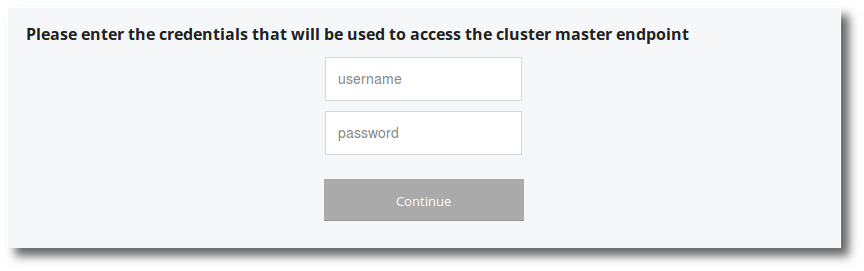 Please enter the credentials that will be used to access the cluster master endpoint
username
password
Continue